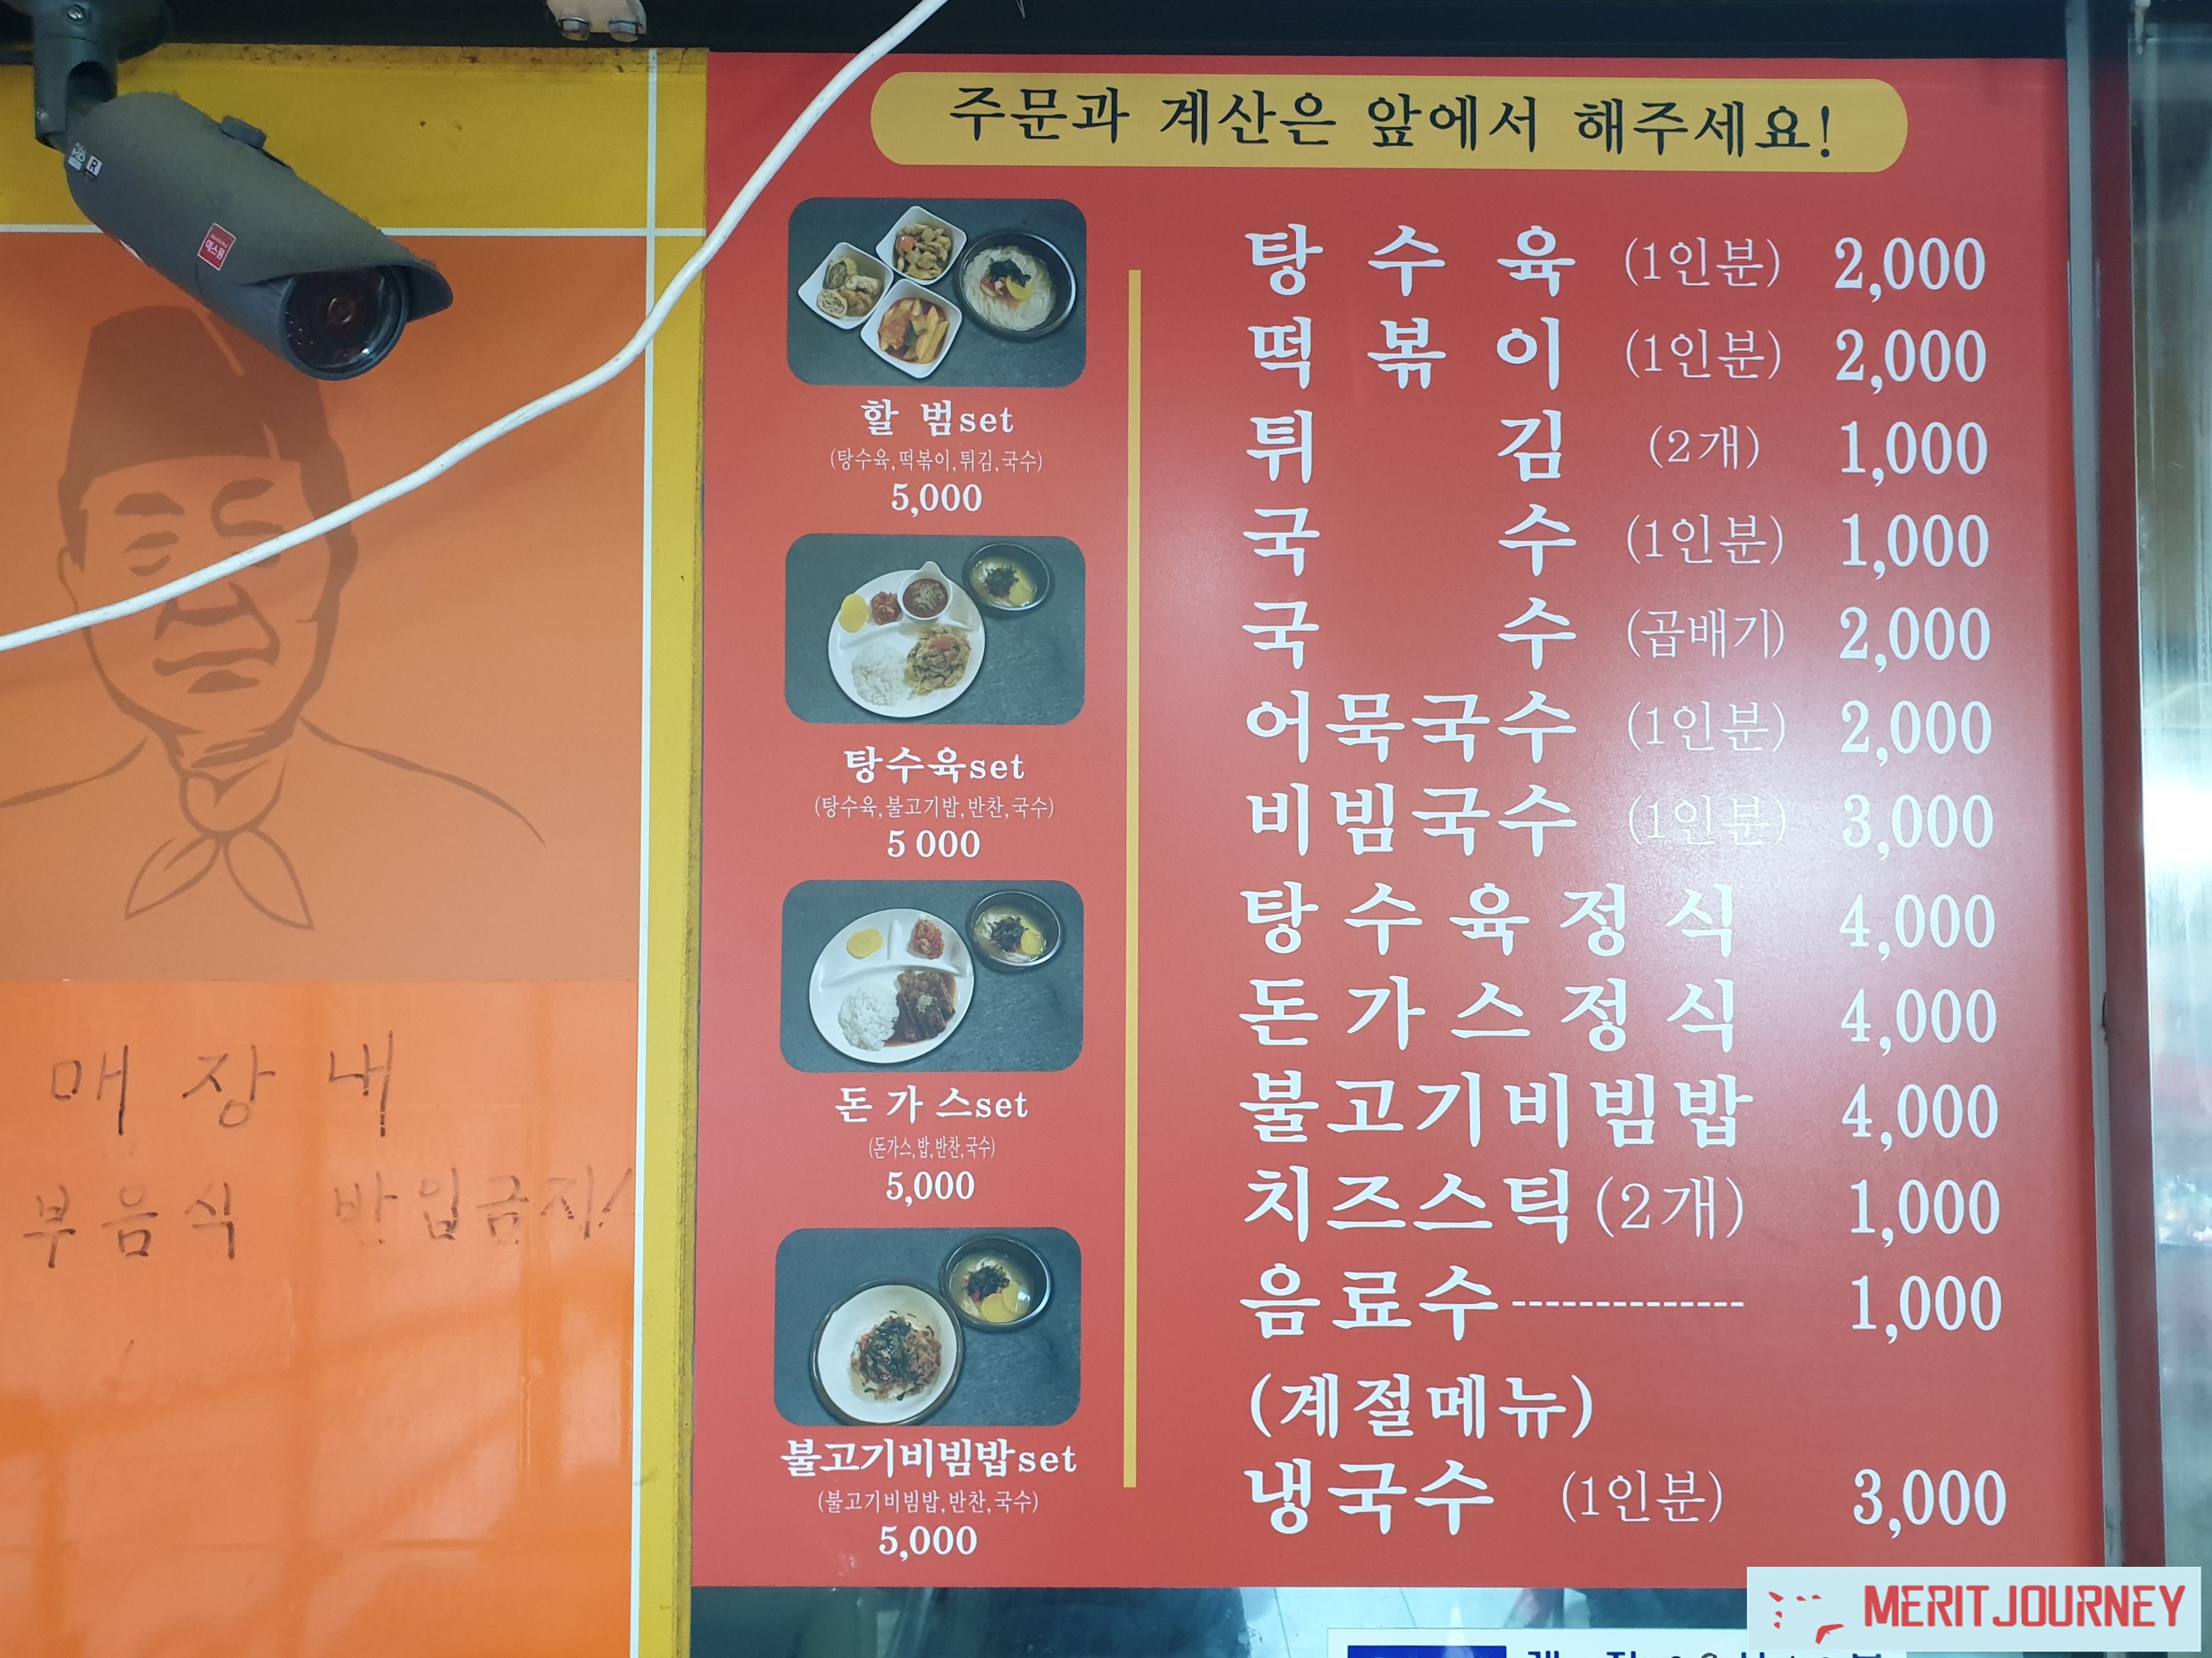 주문과 계산은 앞에서 해주세요!
할 범set
(탕수육,떡볶이,튀김,국수)
5,000
탕수육set
(탕수육,불고기밥,반찬,국수)
5 000
돈 가 스set
(돈가스,밥,반찬,국수)
5,000
불고기비빔밥set
(불고기비빔밥,반찬,국수)
5,000
탕 수 육 (1인분) 2,000
떡 볶 이 (1인분) 2,000
튀 김 (2개) 1,000
국 수 (1인분) 1,000
국 수 (곱배기) 2,000
어묵국수 (1인분) 2,000
비빔국수 (1인분) 3,000
탕 수 육 정 식 4,000
돈 가 스 정 식 4,000
불고기비빔밥 4,000
치즈스틱(2개) 1,000
음료수-------------- 1,000
(계절메뉴)
냉국수 (1인분) 3,000
에스원
R
매 장 내
부 음 식 반입금지!
MERIT JOURNEY